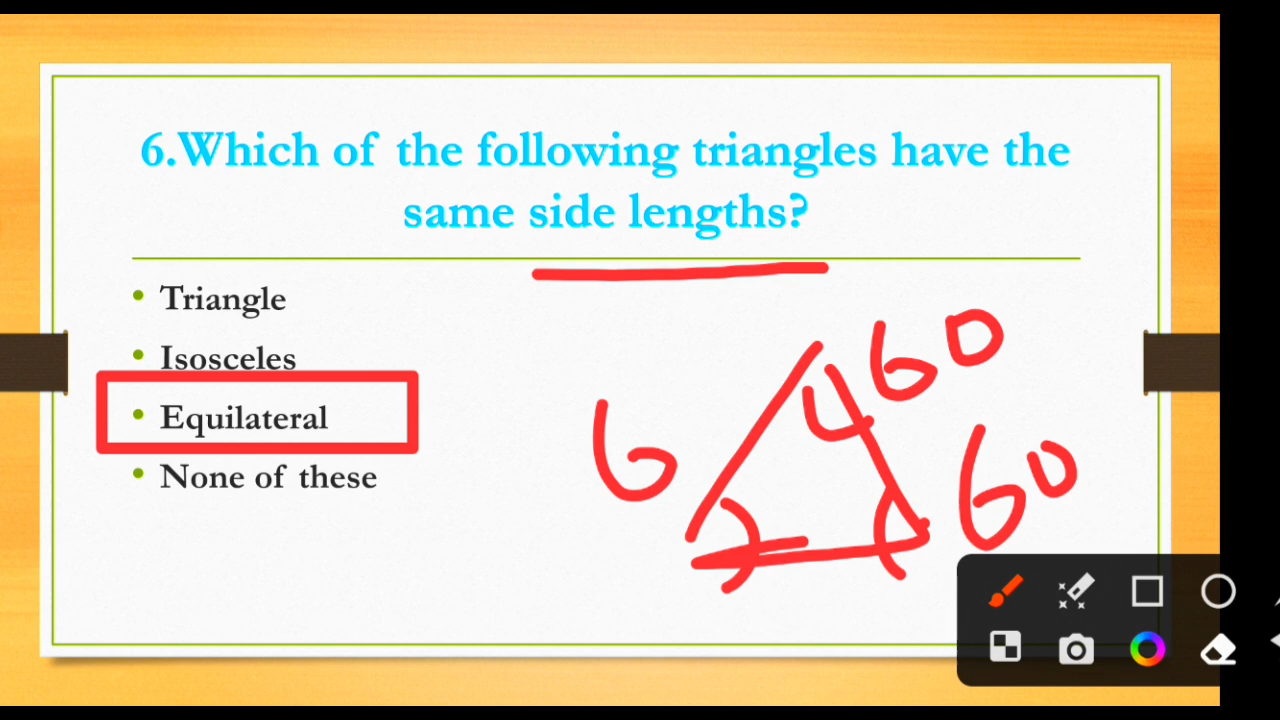 6.Which of the following triangles have the
same side lengths?
• Triangle
• Isosceles
• Equilateral
• None of these
60
6
60